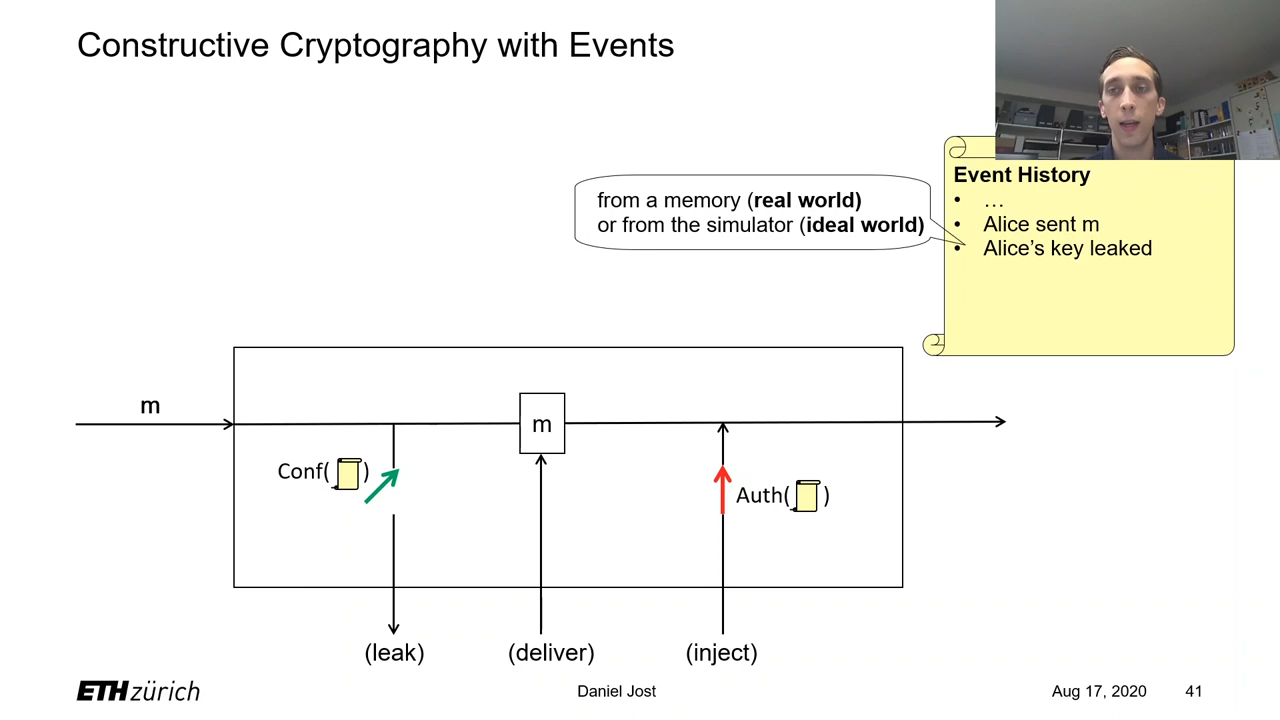 Constructive Cryptography with Events
from a memory (real world)
or from the simulator (ideal world)
Event History
• …
• Alice sent m
• Alice’s key leaked
m
m
Conf( )
Auth( )
(leak)
(deliver)
(inject)
ETH zürich
Daniel Jost
Aug 17, 2020
41